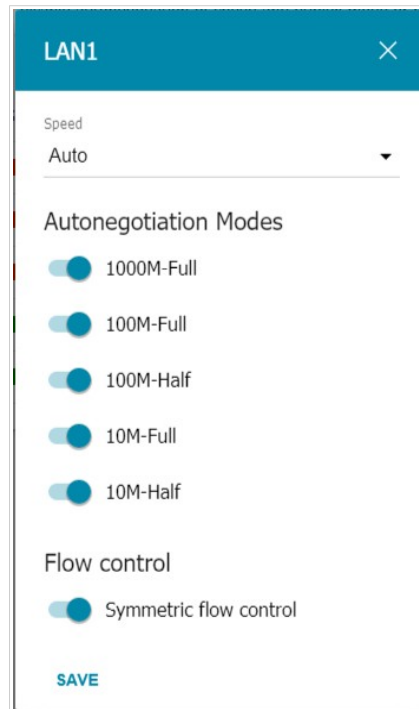 LAN1
Speed
Auto
Autonegotiation Modes
1000M-Full
100M-Full
100M-Half
10M-Full
10M-Half
Flow control
Symmetric flow control
SAVE